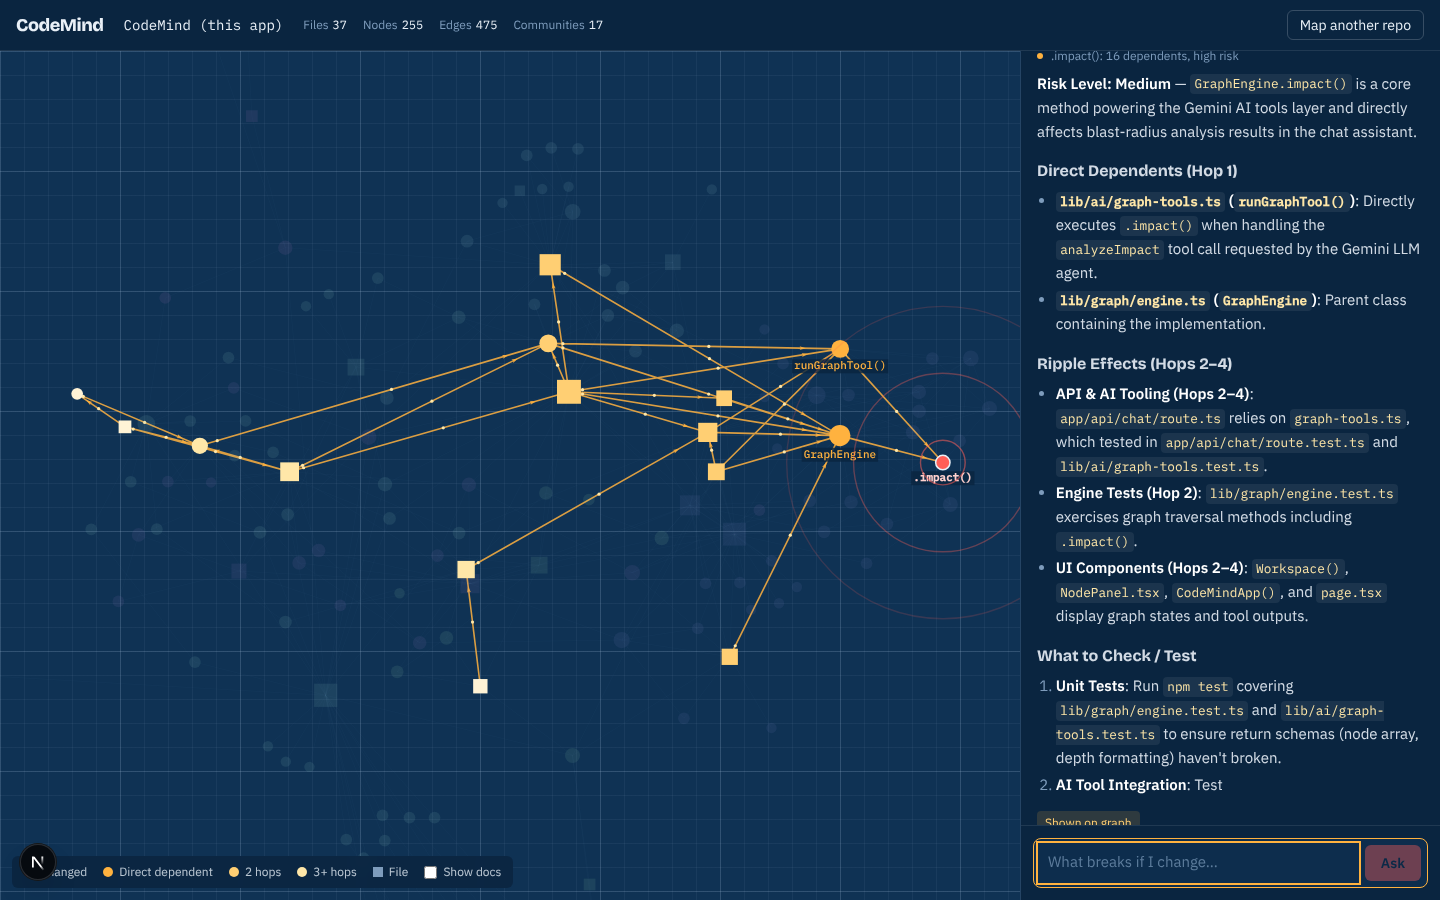 CodeMind CodeMind (this app) Files 37 Nodes 255 Edges 475 Communities 17 Map another repo
.impact(): 16 dependents, high risk
Risk Level: Medium — GraphEngine.impact() is a core
method powering the Gemini AI tools layer and directly
affects blast-radius analysis results in the chat assistant.
Direct Dependents (Hop 1)
• lib/ai/graph-tools.ts ( runGraphTool() ): Directly
executes .impact() when handling the
analyzeImpact tool call requested by the Gemini LLM
agent.
• lib/graph/engine.ts ( GraphEngine ): Parent class
containing the implementation.
Ripple Effects (Hops 2–4)
• API & AI Tooling (Hops 2–4):
app/api/chat/route.ts relies on graph-tools.ts ,
which tested in app/api/chat/route.test.ts and
lib/ai/graph-tools.test.ts .
• Engine Tests (Hop 2): lib/graph/engine.test.ts
exercises graph traversal methods including
.impact() .
• UI Components (Hops 2–4): Workspace() ,
NodePanel.tsx , CodeMindApp() , and page.tsx
display graph states and tool outputs.
What to Check / Test
1. Unit Tests: Run npm test covering
lib/graph/engine.test.ts and lib/ai/graph-
tools.test.ts to ensure return schemas (node array,
depth formatting) haven't broken.
2. AI Tool Integration: Test
Shown on graph
What breaks if I change... Ask
runGraphTool()
GraphEngine
.impact()
N anged Direct dependent 2 hops 3+ hops File Show docs